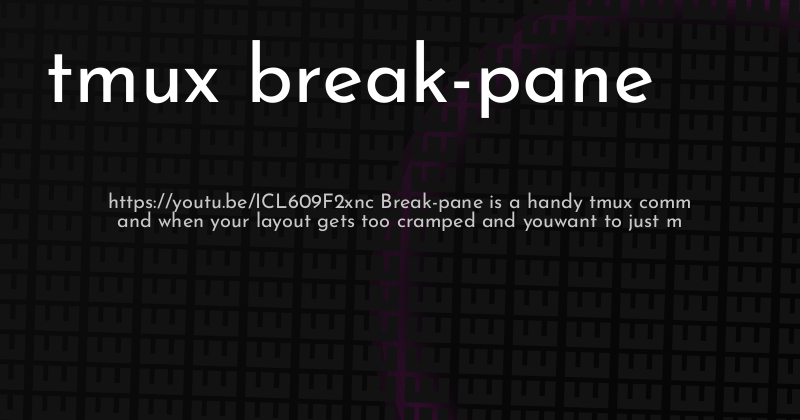 tmux break-pane
https://youtu.be/ICL609F2xnc Break-pane is a handy tmux comm
and when your layout gets too cramped and youwant to just m